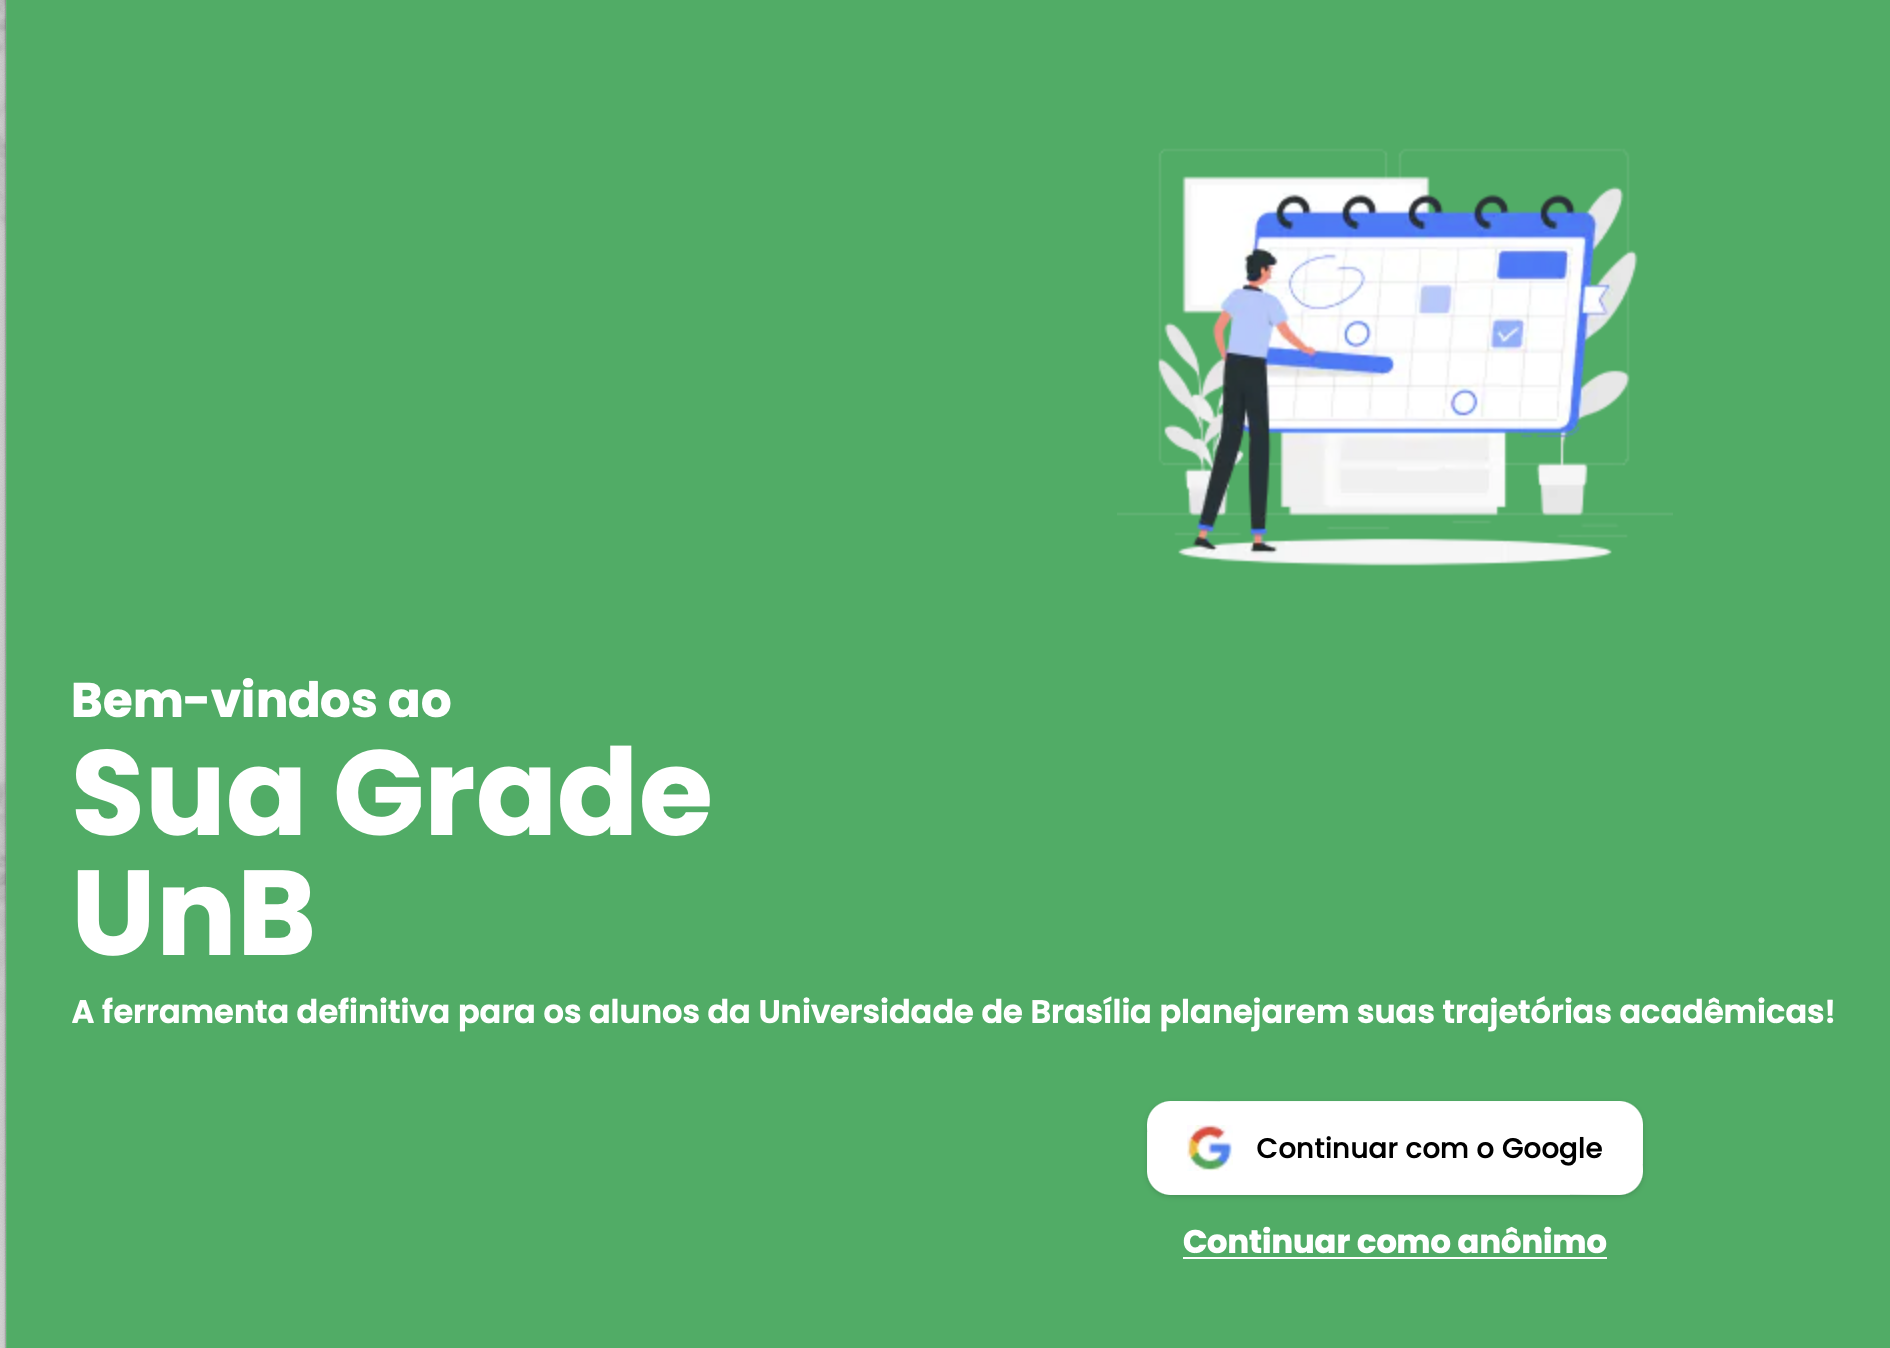 Bem-vindos ao
Sua Grade
UnB
A ferramenta definitiva para os alunos da Universidade de Brasília planejarem suas trajetórias acadêmicas!
Continuar com o Google
Continuar como anônimo